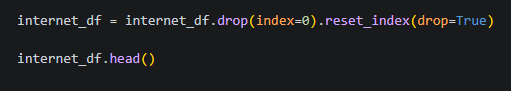 internet_df = internet_df.drop(index=0).reset_index(drop=True)
internet_df.head()